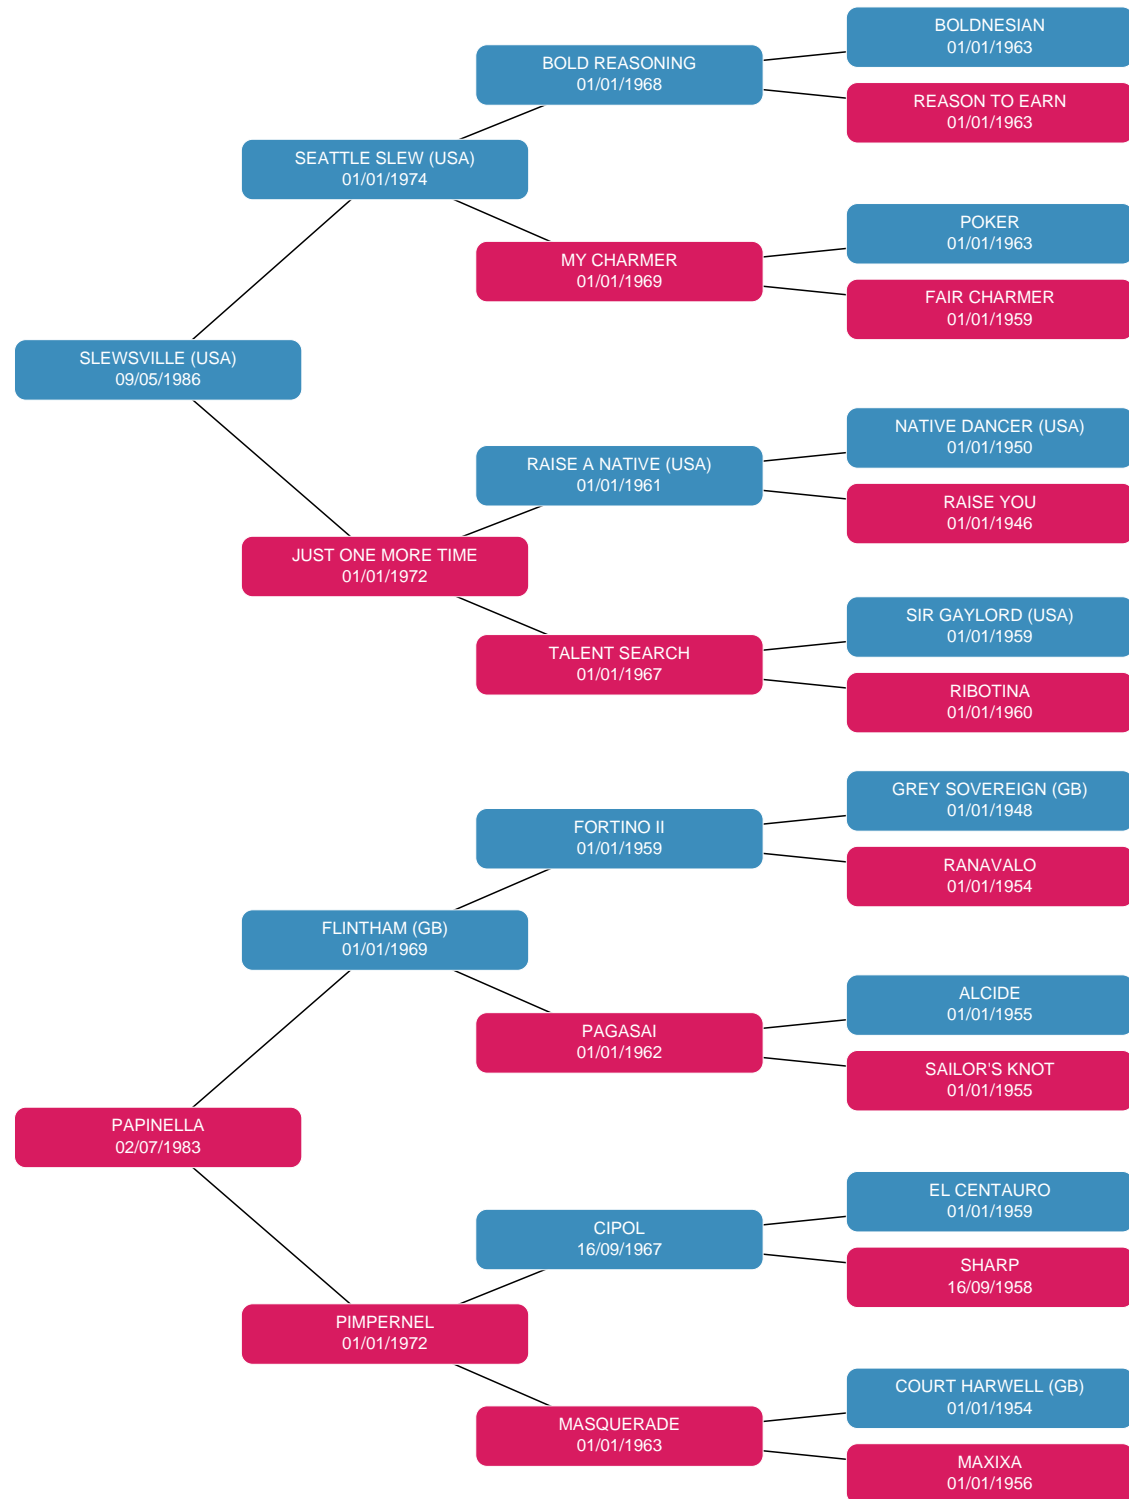 BOLDNESIAN
01/01/1963
BOLD REASONING
01/01/1968
REASON TO EARN
01/01/1963
SEATTLE SLEW (USA)
01/01/1974
POKER
01/01/1963
MY CHARMER
01/01/1969
FAIR CHARMER
01/01/1959
SLEWSVILLE (USA)
09/05/1986
NATIVE DANCER (USA)
01/01/1950
RAISE A NATIVE (USA)
01/01/1961
RAISE YOU
01/01/1946
JUST ONE MORE TIME
01/01/1972
SIR GAYLORD (USA)
01/01/1959
TALENT SEARCH
01/01/1967
RIBOTINA
01/01/1960
GREY SOVEREIGN (GB)
01/01/1948
FORTINO II
01/01/1959
RANAVALO
01/01/1954
FLINTHAM (GB)
01/01/1969
ALCIDE
01/01/1955
PAGASAI
01/01/1962
SAILOR'S KNOT
01/01/1955
PAPINELLA
02/07/1983
EL CENTAURO
01/01/1959
CIPOL
16/09/1967
SHARP
16/09/1958
PIMPERNEL
01/01/1972
COURT HARWELL (GB)
01/01/1954
MASQUERADE
01/01/1963
MAXIXA
01/01/1956